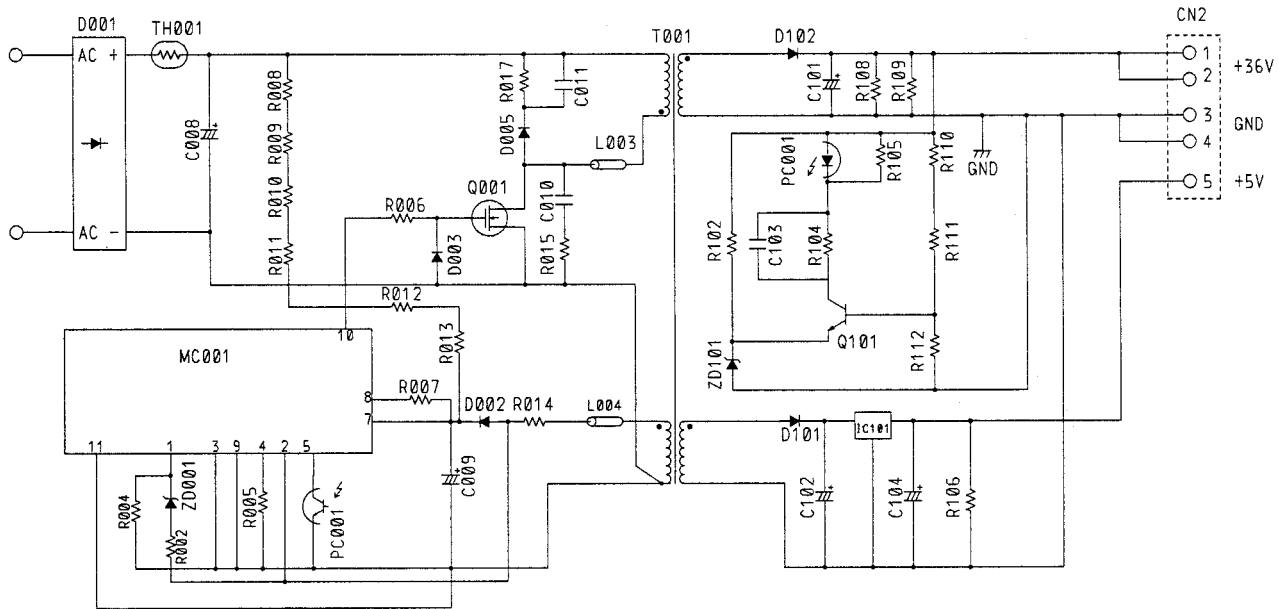 D001
TH001
AC +
AC -
C008
+
R008
R009
R010
R011
R017
C011
D005
L003
Q001
R006
D003
C010
R015
R012
R013
T001
D102
C101
+
R108
R109
CN2
1
2
3
4
5
+36V
GND
+5V
GND
PC001
R105
R110
R102
C103
R104
R111
Q101
R112
ZD101
MC001
10
8
7
11
1
3
9
4
2
5
R007
D002
R014
L004
C009
+
R004
ZD001
R002
R005
PC001
D101
IC101
C102
+
C104
+
R106